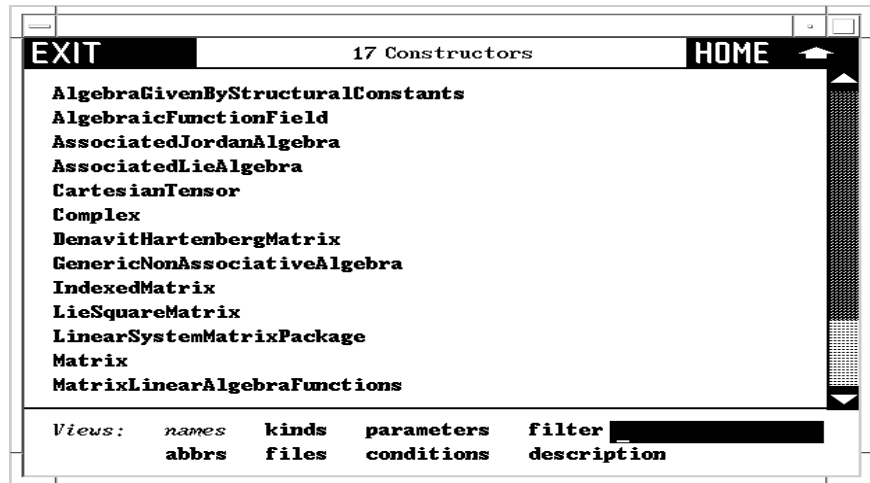 EXIT 17 Constructors HOME
AlgebraGivenByStructuralConstants
AlgebraicFunctionField
AssociatedJordanAlgebra
AssociatedLieAlgebra
CartesianTensor
Complex
DenavitHartenbergMatrix
GenericNonAssociativeAlgebra
IndexedMatrix
LieSquareMatrix
LinearSystemMatrixPackage
Matrix
MatrixLinearAlgebraFunctions
Views: names kinds parameters filter
abbrs files conditions description